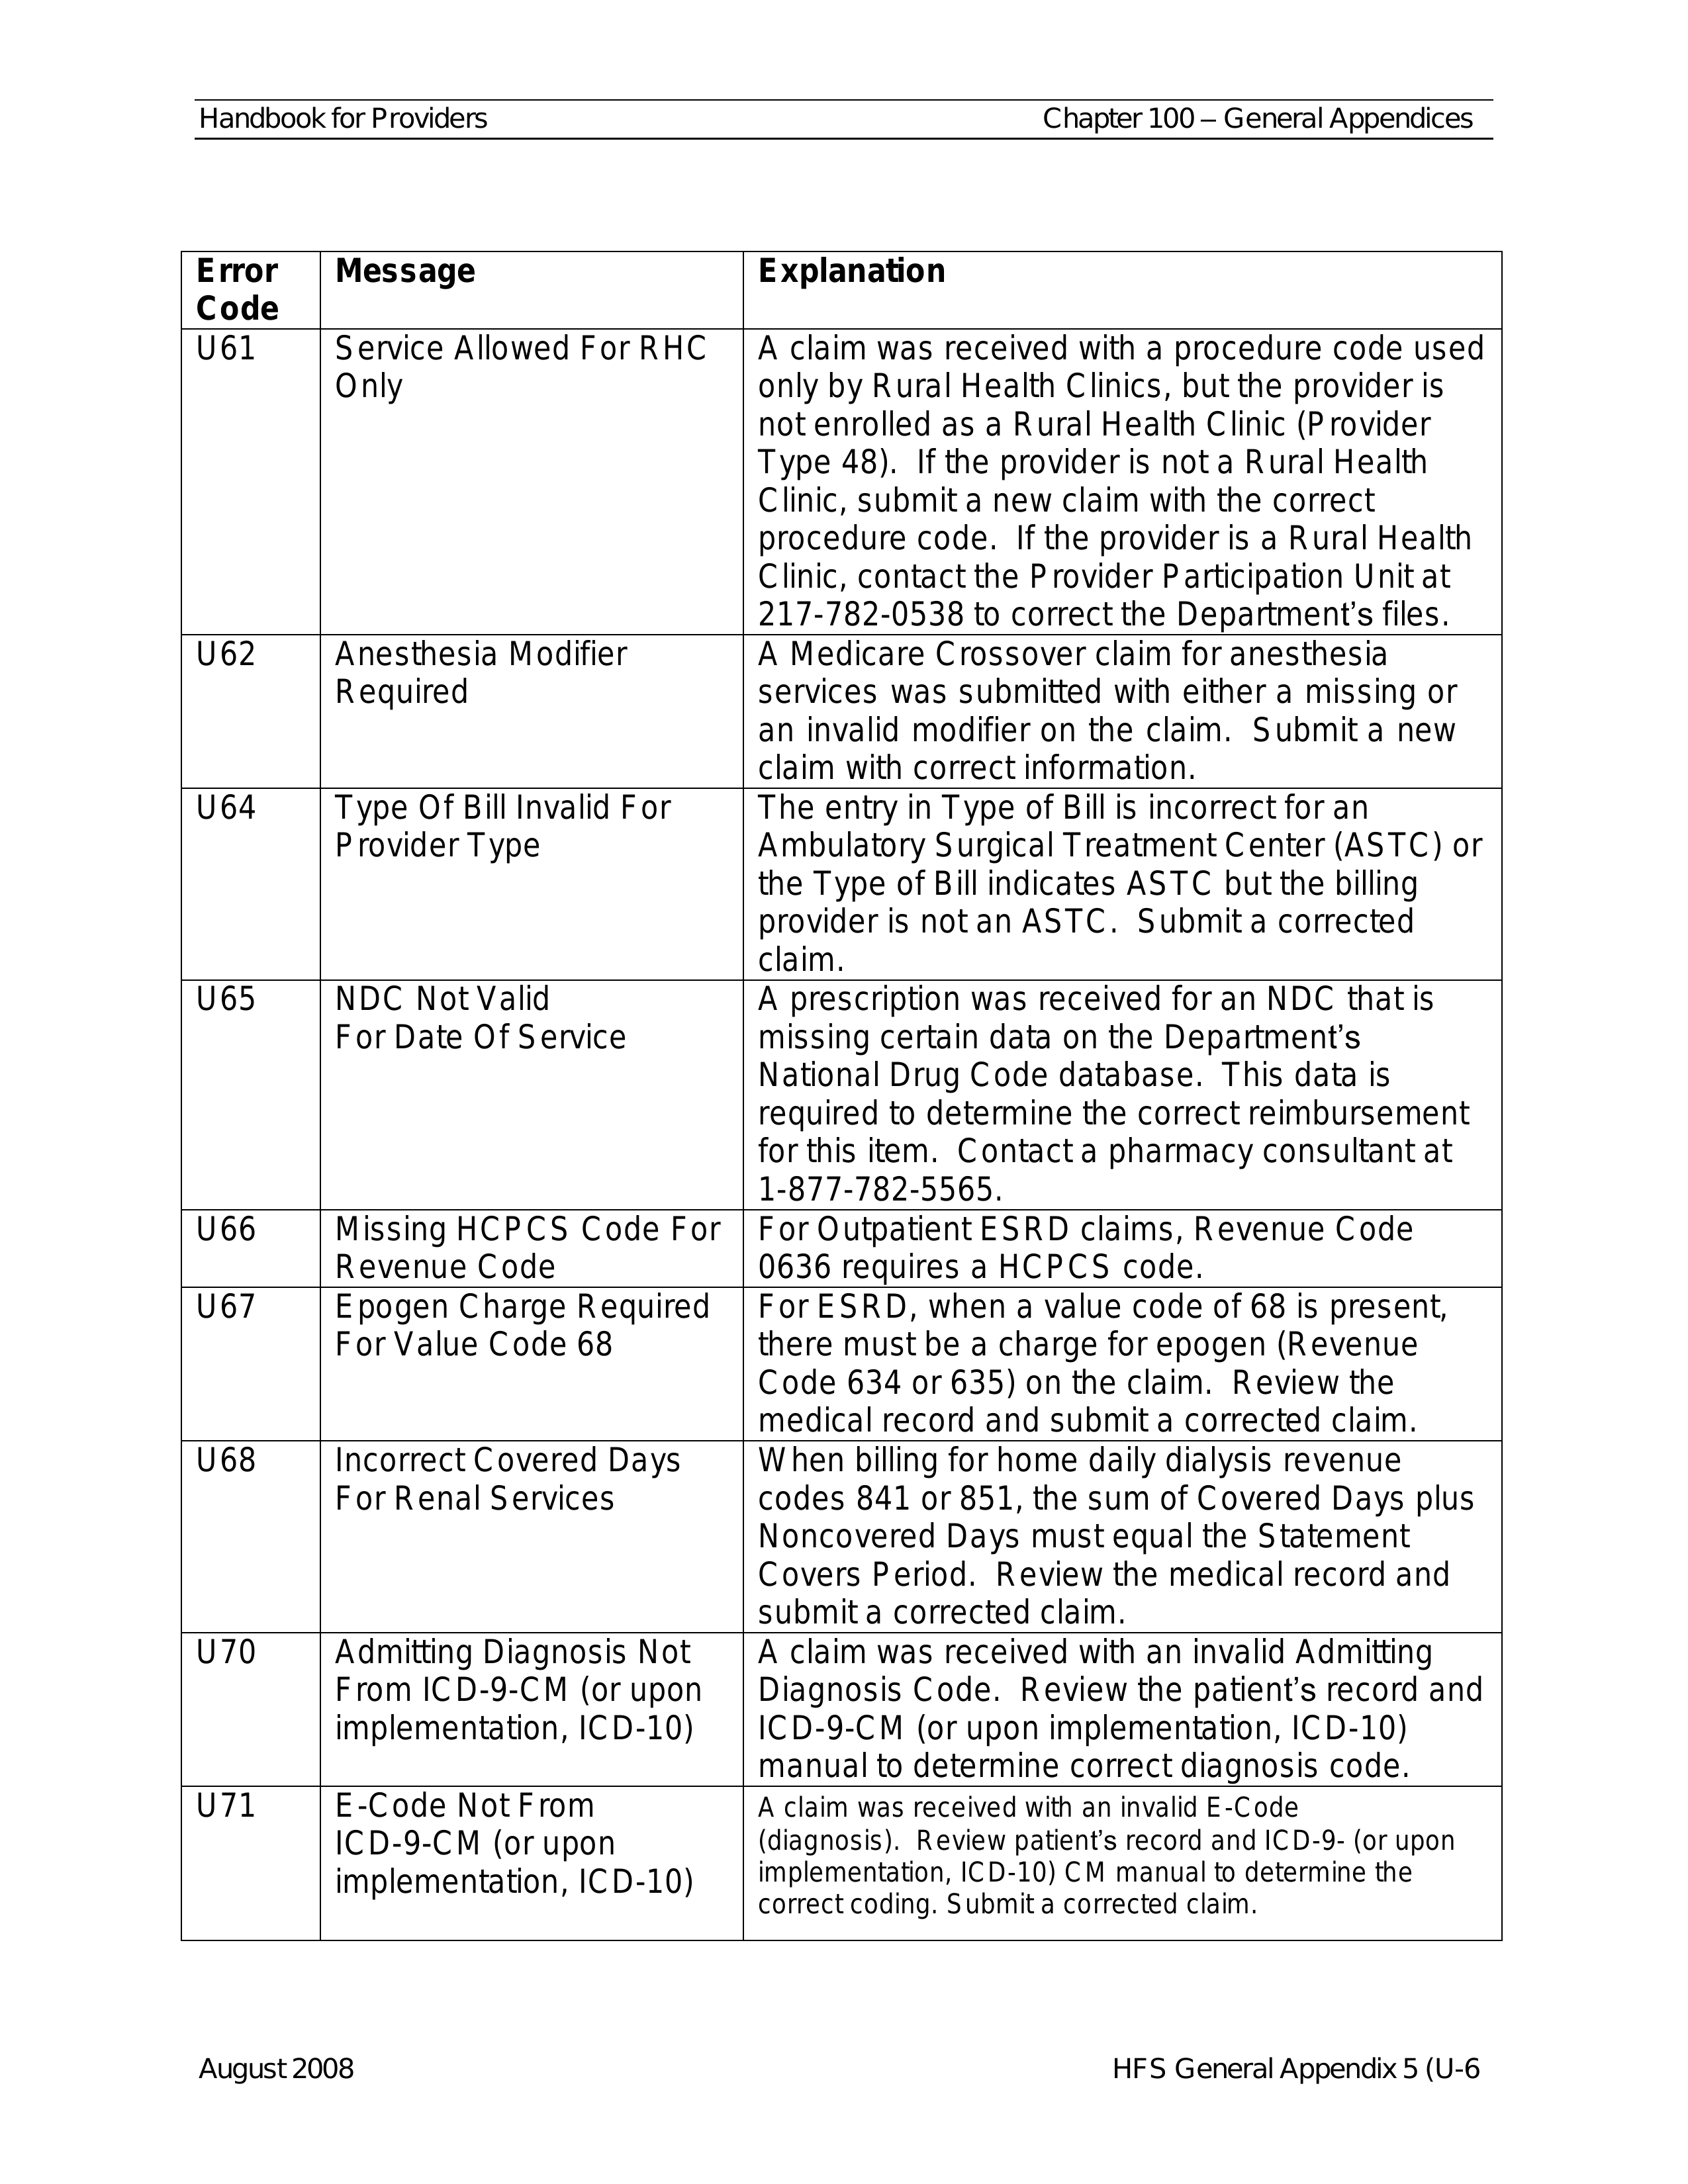 Handbook for Providers Chapter 100 – General Appendices
Error Code Message Explanation
U61 Service Allowed For RHC Only
A claim was received with a procedure code used
only by Rural Health Clinics, but the provider is
not enrolled as a Rural Health Clinic (Provider
Type 48).  If the provider is not a Rural Health
Clinic, submit a new claim with the correct
procedure code.  If the provider is a Rural Health
Clinic, contact the Provider Participation Unit at
217-782-0538 to correct the Department’s files.
U62 Anesthesia Modifier Required
A Medicare Crossover claim for anesthesia
services was submitted with either a missing or
an invalid modifier on the claim.  Submit a new
claim with correct information.
U64 Type Of Bill Invalid For Provider Type
The entry in Type of Bill is incorrect for an
Ambulatory Surgical Treatment Center (ASTC) or
the Type of Bill indicates ASTC but the billing
provider is not an ASTC.  Submit a corrected
claim.
U65 NDC Not Valid For Date Of Service
A prescription was received for an NDC that is
missing certain data on the Department’s
National Drug Code database.  This data is
required to determine the correct reimbursement
for this item.  Contact a pharmacy consultant at
1-877-782-5565.
U66 Missing HCPCS Code For Revenue Code
For Outpatient ESRD claims, Revenue Code
0636 requires a HCPCS code.
U67 Epogen Charge Required For Value Code 68
For ESRD, when a value code of 68 is present,
there must be a charge for epogen (Revenue
Code 634 or 635) on the claim.  Review the
medical record and submit a corrected claim.
U68 Incorrect Covered Days For Renal Services
When billing for home daily dialysis revenue
codes 841 or 851, the sum of Covered Days plus
Noncovered Days must equal the Statement
Covers Period.  Review the medical record and
submit a corrected claim.
U70 Admitting Diagnosis Not From ICD-9-CM (or upon implementation, ICD-10)
A claim was received with an invalid Admitting
Diagnosis Code.  Review the patient’s record and
ICD-9-CM (or upon implementation, ICD-10)
manual to determine correct diagnosis code.
U71 E-Code Not From ICD-9-CM (or upon implementation, ICD-10)
A claim was received with an invalid E-Code
(diagnosis).  Review patient’s record and ICD-9- (or upon
implementation, ICD-10) CM manual to determine the
correct coding. Submit a corrected claim.
August 2008 HFS General Appendix 5 (U-6